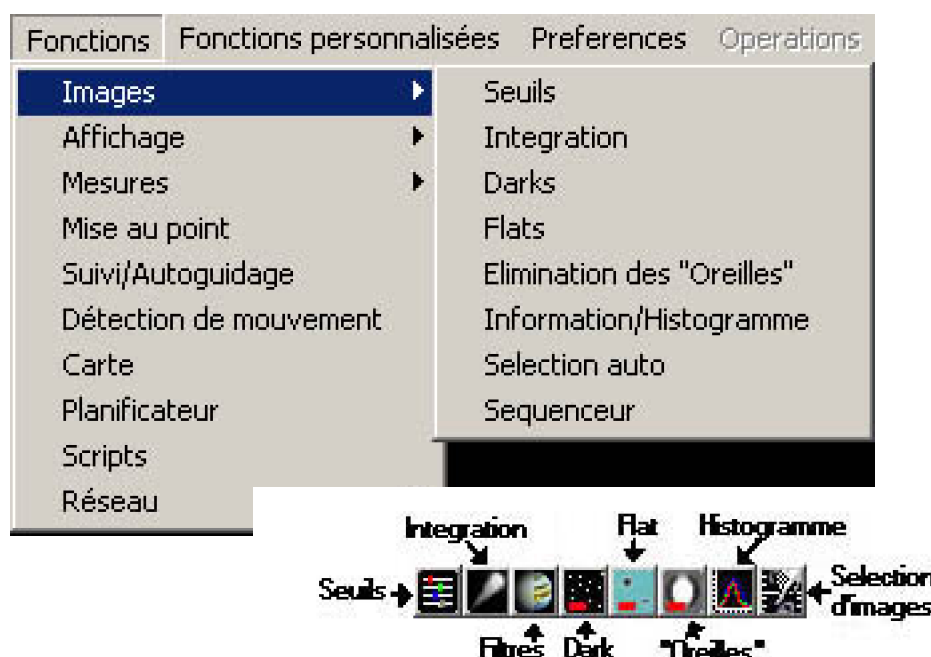 Fonctions Fonctions personnalisées Preferences Operations
Images
Affichage
Mesures
Mise au point
Suivi/Autoguidage
Détection de mouvement
Carte
Planificateur
Scripts
Réseau
Seuils
Integration
Darks
Flats
Elimination des "Oreilles"
Information/Histogramme
Selection auto
Sequenceur
Integration Flat Histogramme
Seuils
Selection
d'images
Filtres Dark "Oreilles"